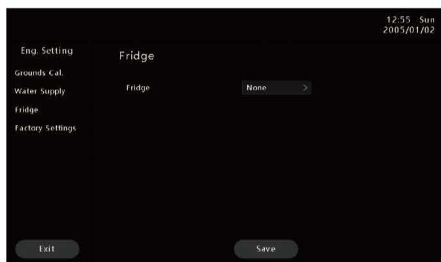 12:55 Sun
2005/01/02
Eng. Setting
Grounds Cal.
Water Supply
Fridge
Factory Settings
Fridge
Fridge None >
Exit
Save